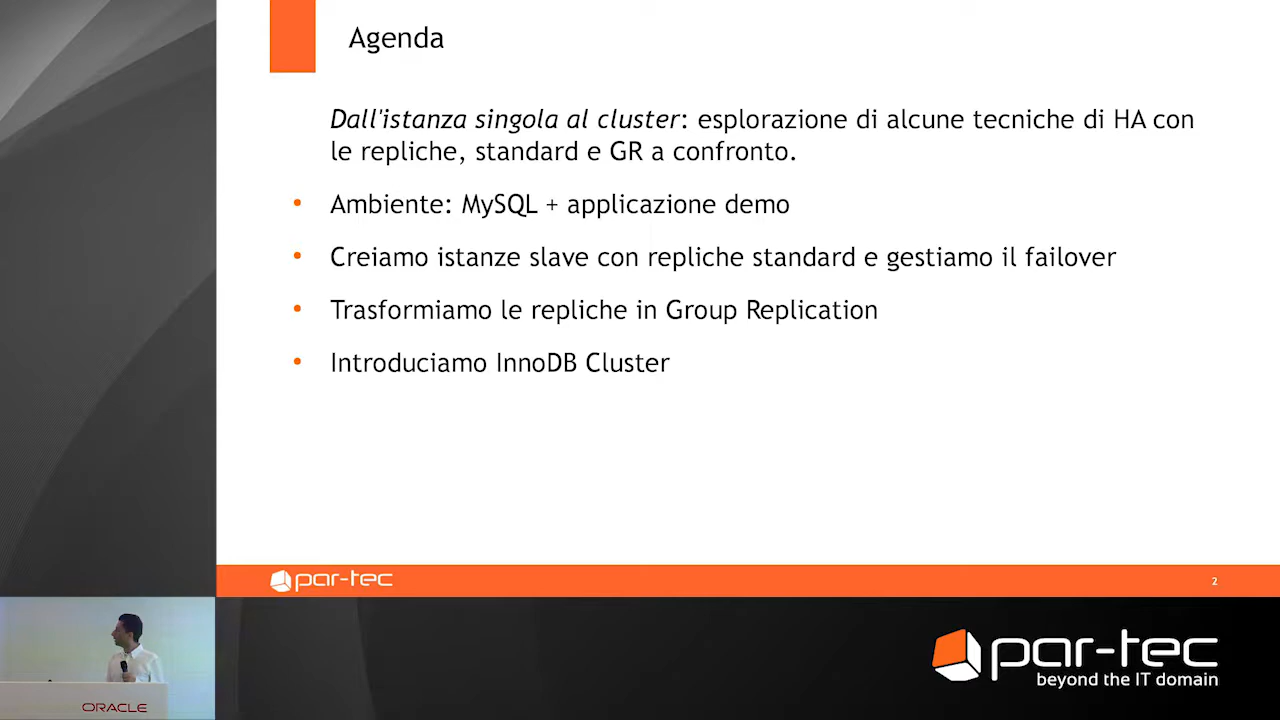 Agenda
Dall'istanza singola al cluster: esplorazione di alcune tecniche di HA con
le repliche, standard e GR a confronto.
• Ambiente: MySQL + applicazione demo
• Creiamo istanze slave con repliche standard e gestiamo il failover
• Trasformiamo le repliche in Group Replication
• Introduciamo InnoDB Cluster
par-tec
2
ORACLE
par-tec
beyond the IT domain